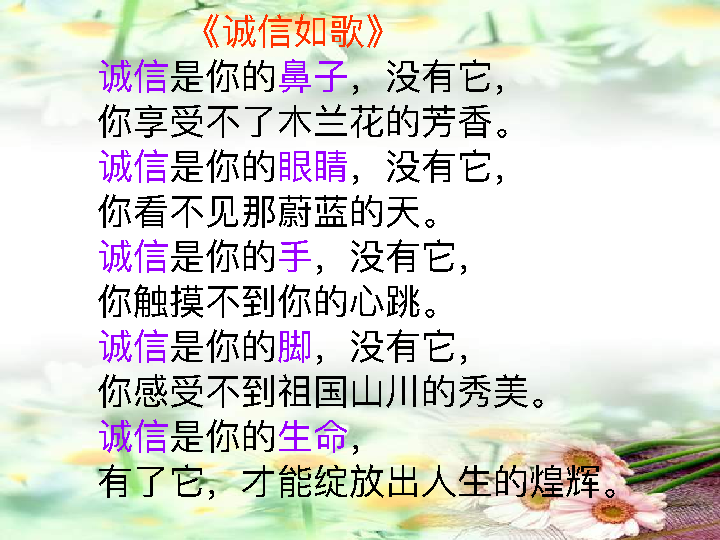 《诚信如歌》
诚信是你的鼻子，没有它，
你享受不了木兰花的芳香。
诚信是你的眼睛，没有它，
你看不见那蔚蓝的天。
诚信是你的手，没有它，
你触摸不到你的心跳。
诚信是你的脚，没有它，
你感受不到祖国山川的秀美。
诚信是你的生命，
有了它，才能绽放出人生的煌辉。